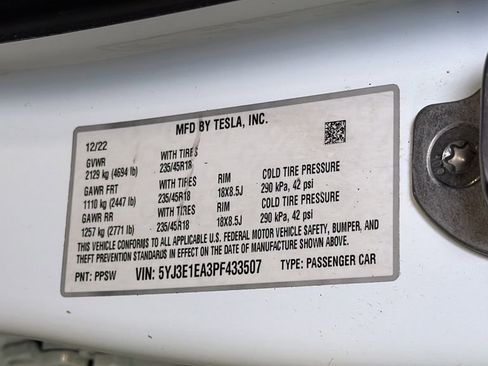 MFD BY TESLA, INC.
12/22
GVWR WITH TIRES
2129 kg (4694 lb) 235/45R18
GAWR FRT WITH TIRES RIM COLD TIRE PRESSURE
1110 kg (2447 lb) 235/45R18 18X8.5J 290 kPa, 42 psi
GAWR RR WITH TIRES RIM COLD TIRE PRESSURE
1257 kg (2771 lb) 235/45R18 18X8.5J 290 kPa, 42 psi
THIS VEHICLE CONFORMS TO ALL APPLICABLE U.S. FEDERAL MOTOR VEHICLE SAFETY, BUMPER, AND
THEFT PREVENTION STANDARDS IN EFFECT ON THE DATE OF MANUFACTURE SHOWN ABOVE.
PNT: PPSW VIN: 5YJ3E1EA3PF433507 TYPE: PASSENGER CAR